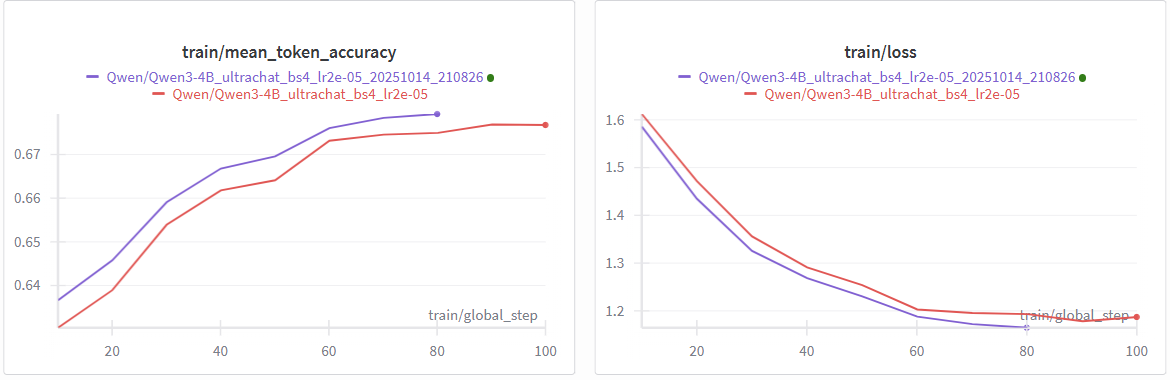 train/mean_token_accuracy
Qwen/Qwen3-4B_ultrachat_bs4_lr2e-05_20251014_210826
Qwen/Qwen3-4B_ultrachat_bs4_lr2e-05
0.67
0.66
0.65
0.64
train/global_step
20 40 60 80 100
train/loss
Qwen/Qwen3-4B_ultrachat_bs4_lr2e-05_20251014_210826
Qwen/Qwen3-4B_ultrachat_bs4_lr2e-05
1.6
1.5
1.4
1.3
1.2
train/global_step
20 40 60 80 100